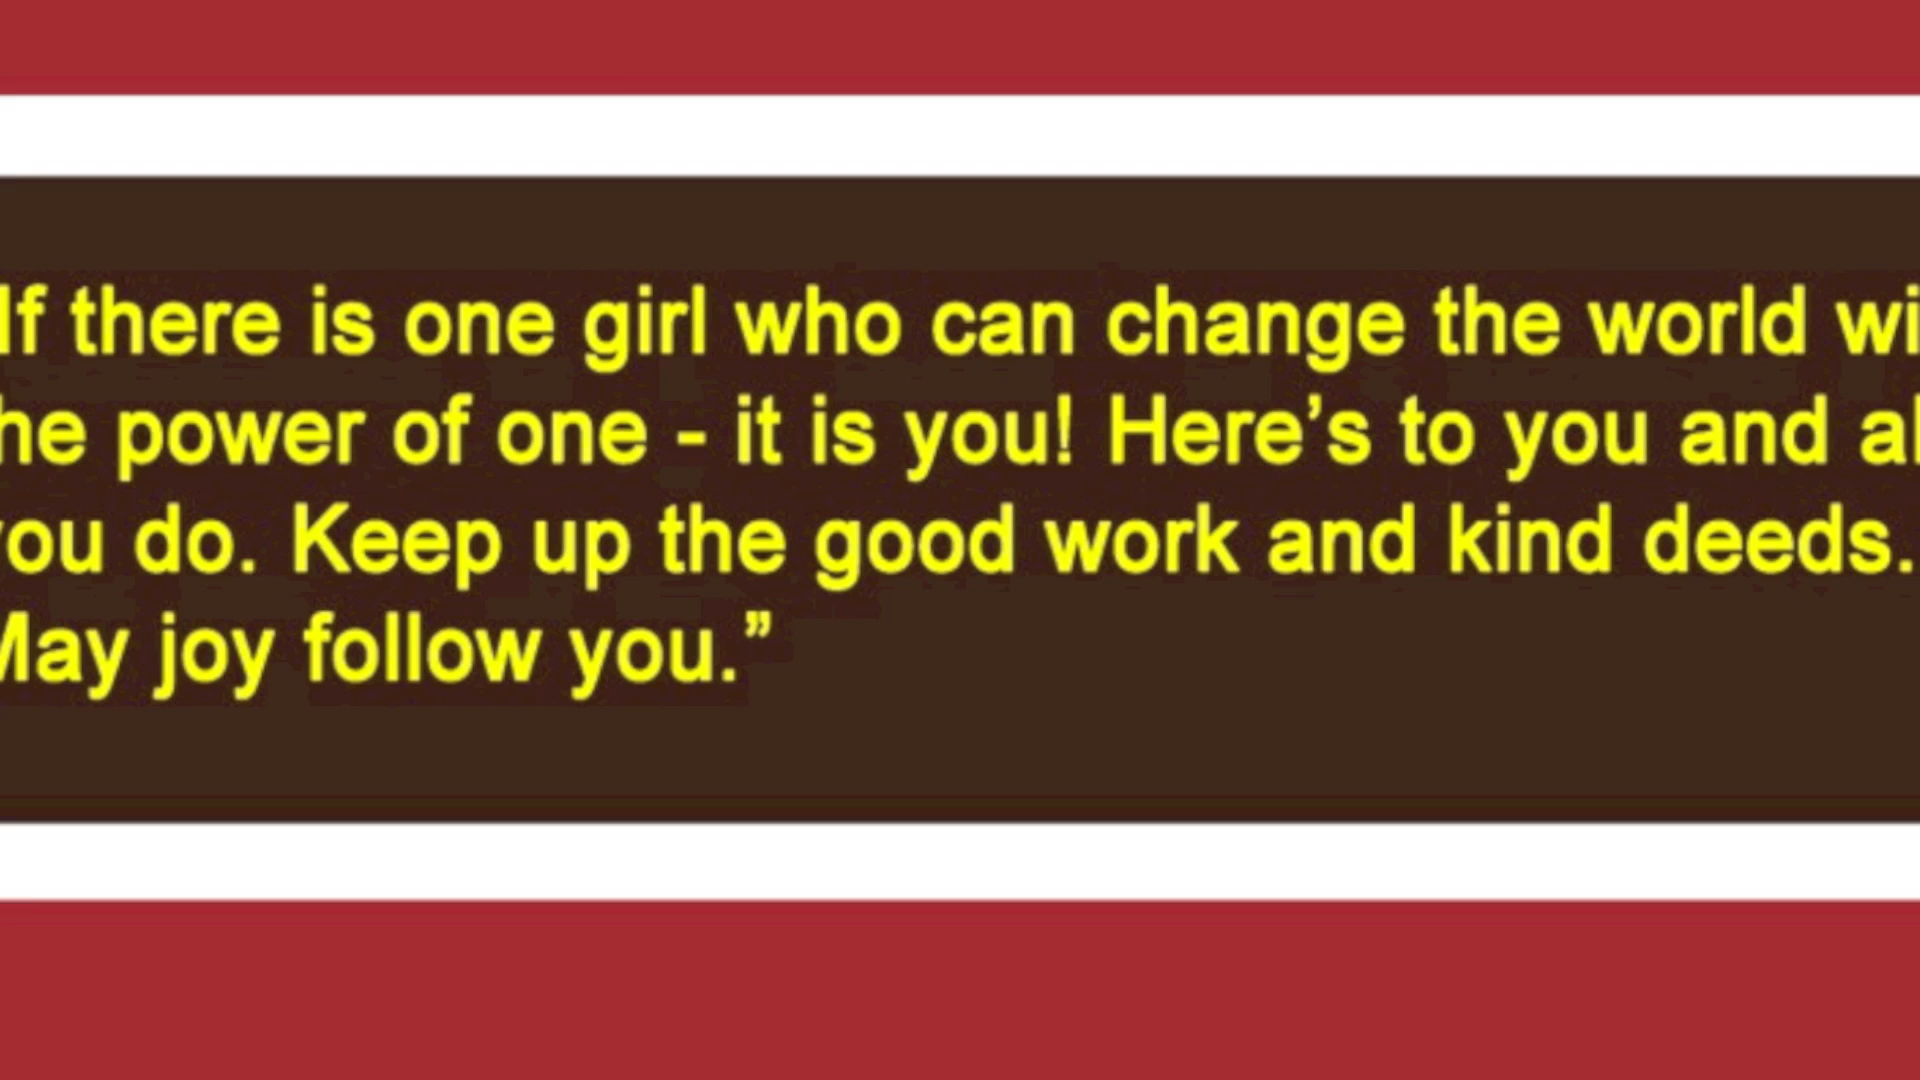 If there is one girl who can change the world wi
he power of one - it is you! Here’s to you and al
you do. Keep up the good work and kind deeds.
May joy follow you.”